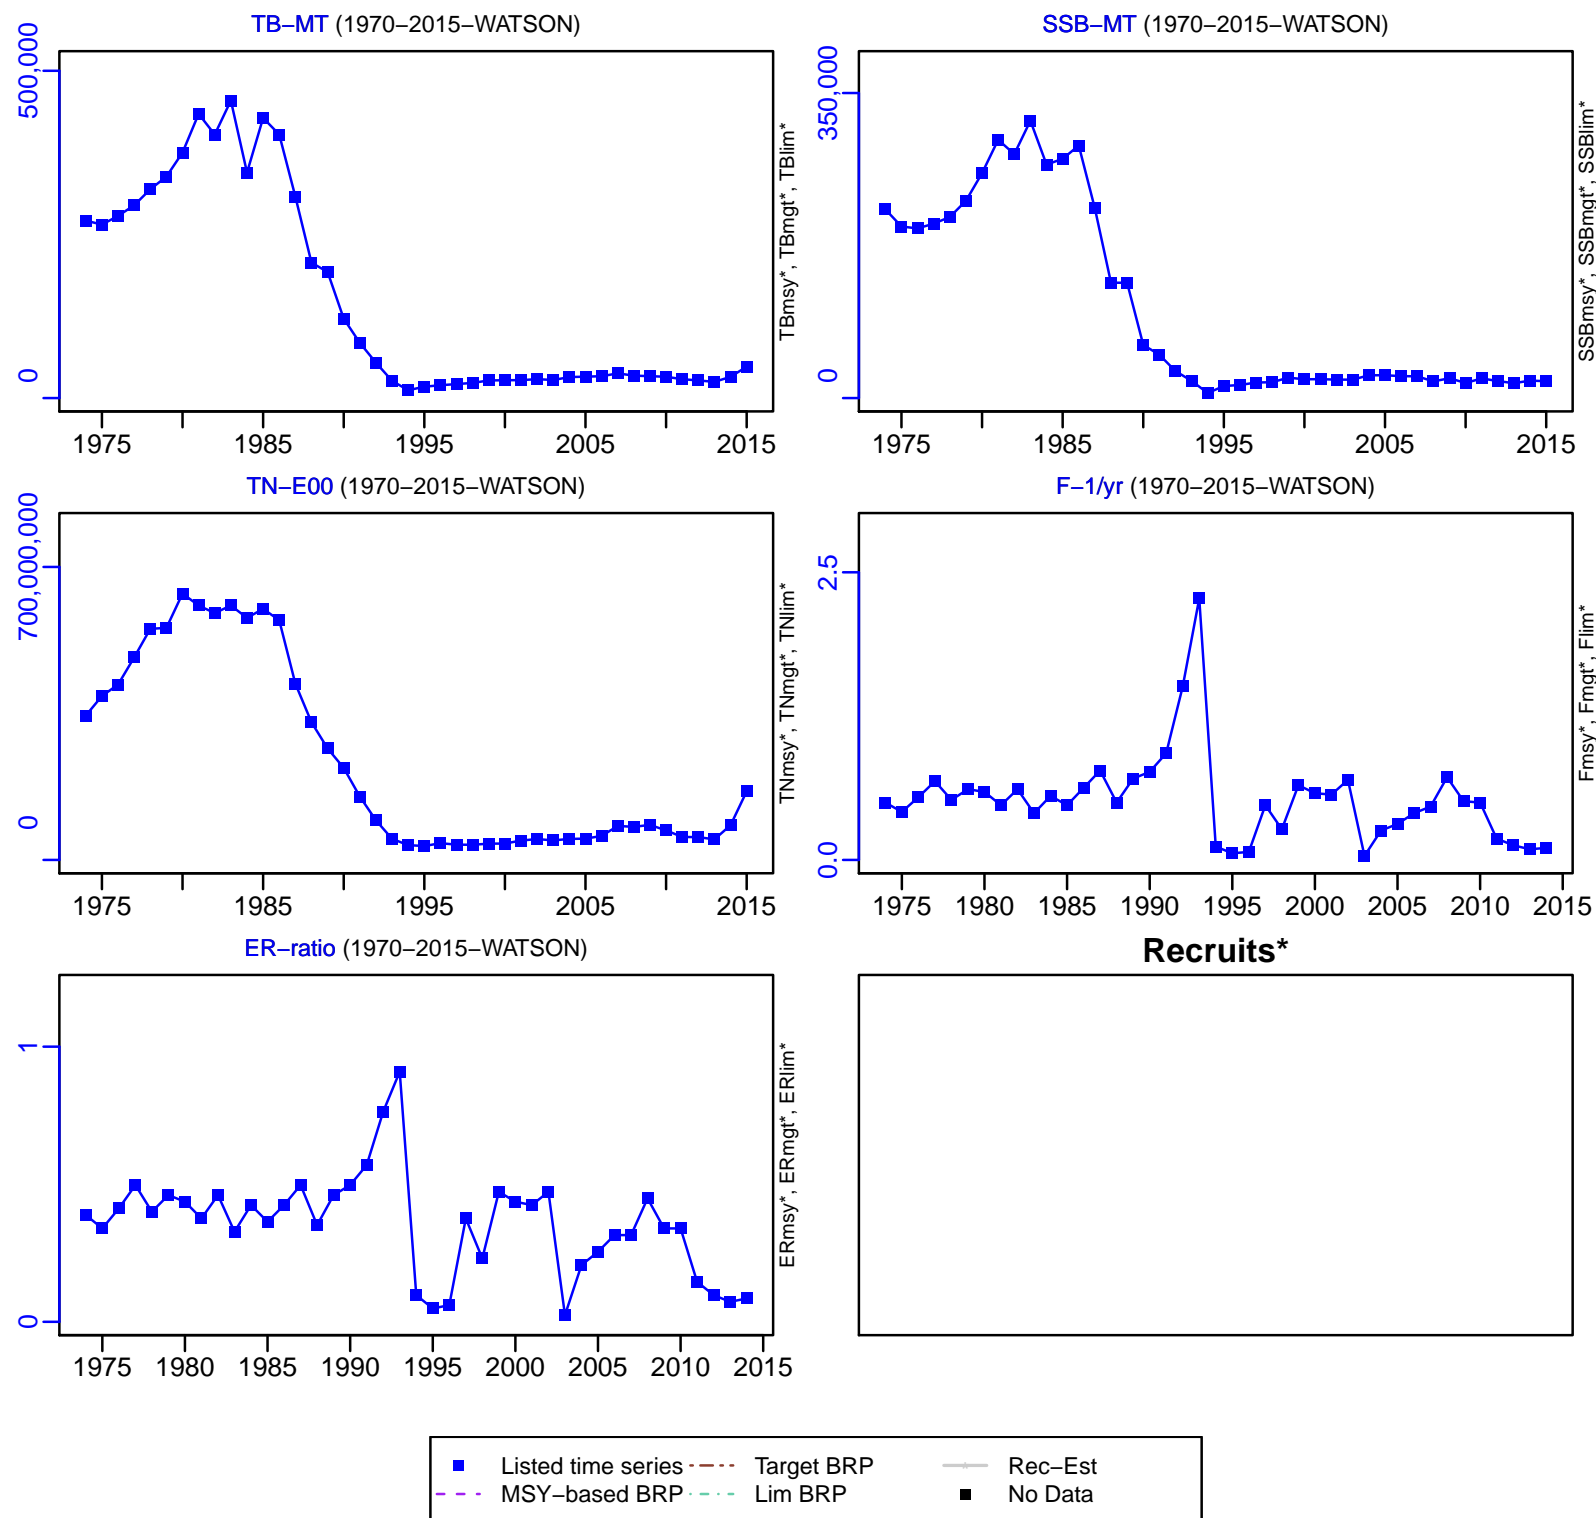 TB−MT (1970−2015−WATSON)
500,000
0
TBmsy*, TBmgt*, TBlim*
1975 1985 1995 2005 2015
SSB−MT (1970−2015−WATSON)
350,000
0
SSBmsy*, SSBmgt*, SSBlim*
1975 1985 1995 2005 2015
TN−E00 (1970−2015−WATSON)
700,000,000
0
TNmsy*, TNmgt*, TNlim*
1975 1985 1995 2005 2015
F−1/yr (1970−2015−WATSON)
2.5
0.0
Fmsy*, Fmgt*, Flim*
1975 1980 1985 1990 1995 2000 2005 2010 2015
ER−ratio (1970−2015−WATSON)
1
0
ERmsy*, ERmgt*, ERlim*
1975 1980 1985 1990 1995 2000 2005 2010 2015
Recruits*
Listed time series Target BRP Rec−Est
MSY−based BRP Lim BRP No Data